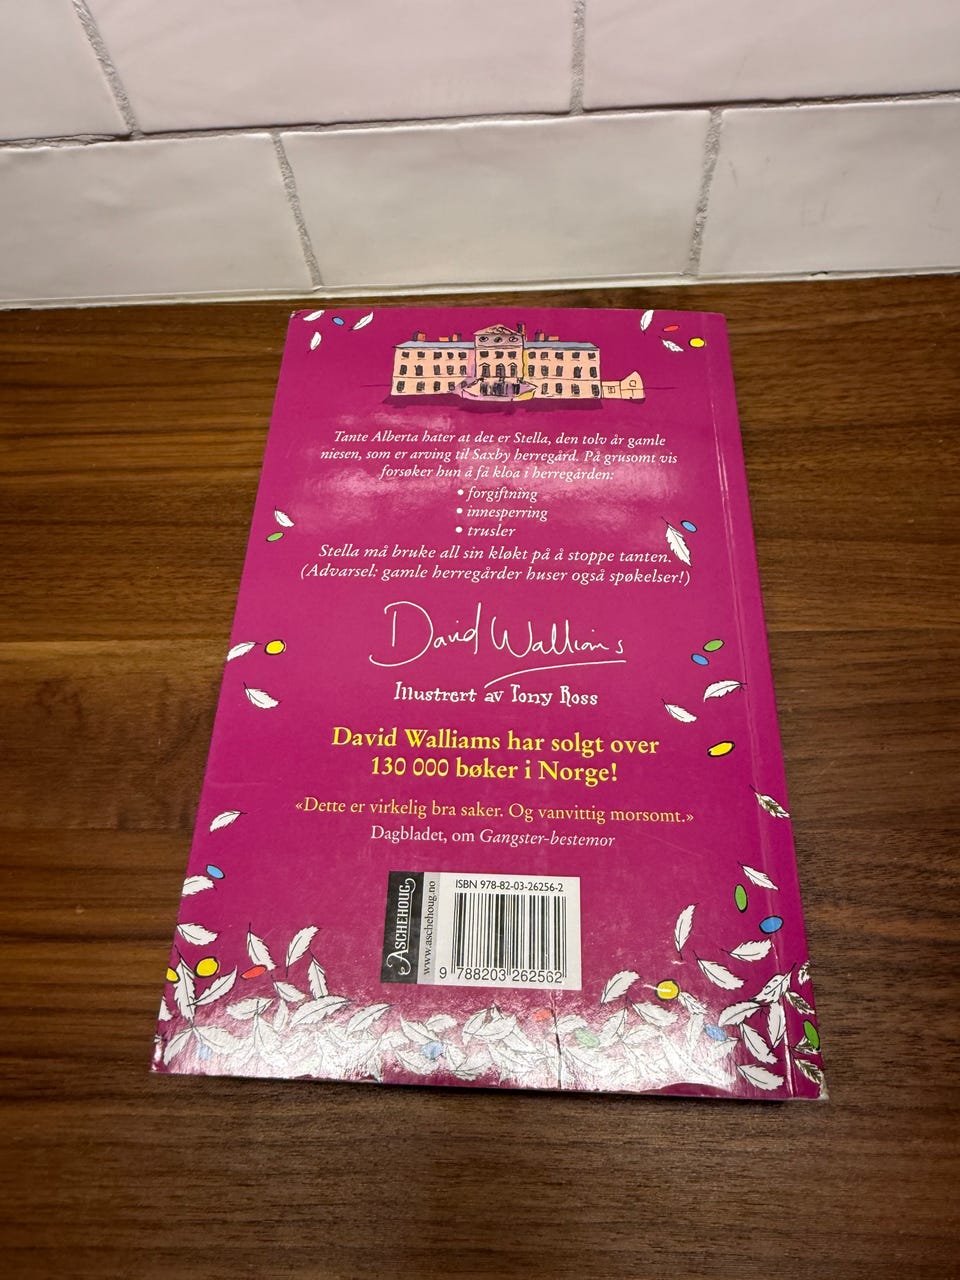 Tante Alberta hater at det er Stella, den tolv år gamle
niesen, som er arving til Saxby herregård. På grusomt vis
forsøker hun å få kloa i herregården:
• forgiftning
• innesperring
• trusler
Stella må bruke all sin kløkt på å stoppe tanten.
(Advarsel: gamle herregårder huser også spøkelser!)
David Walliams
Illustrert av Tony Ross
David Walliams har solgt over
130 000 bøker i Norge!
«Dette er virkelig bra saker. Og vanvittig morsomt.»
Dagbladet, om Gangster-bestemor
ASCHEHOUG
www.aschehoug.no
ISBN 978-82-03-26256-2
9 788203 262562